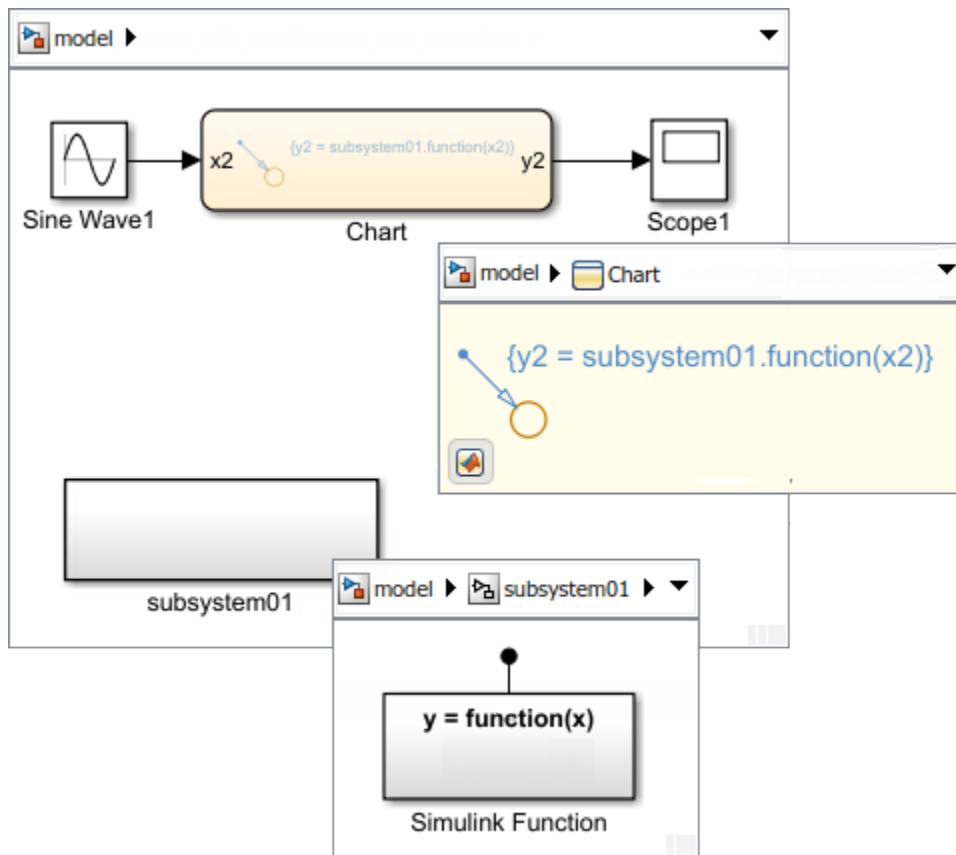 model
x2
{y2 = subsystem01.function(x2)}
y2
Sine Wave1
Chart
Scope1
model
Chart
{y2 = subsystem01.function(x2)}
subsystem01
model
subsystem01
y = function(x)
Simulink Function